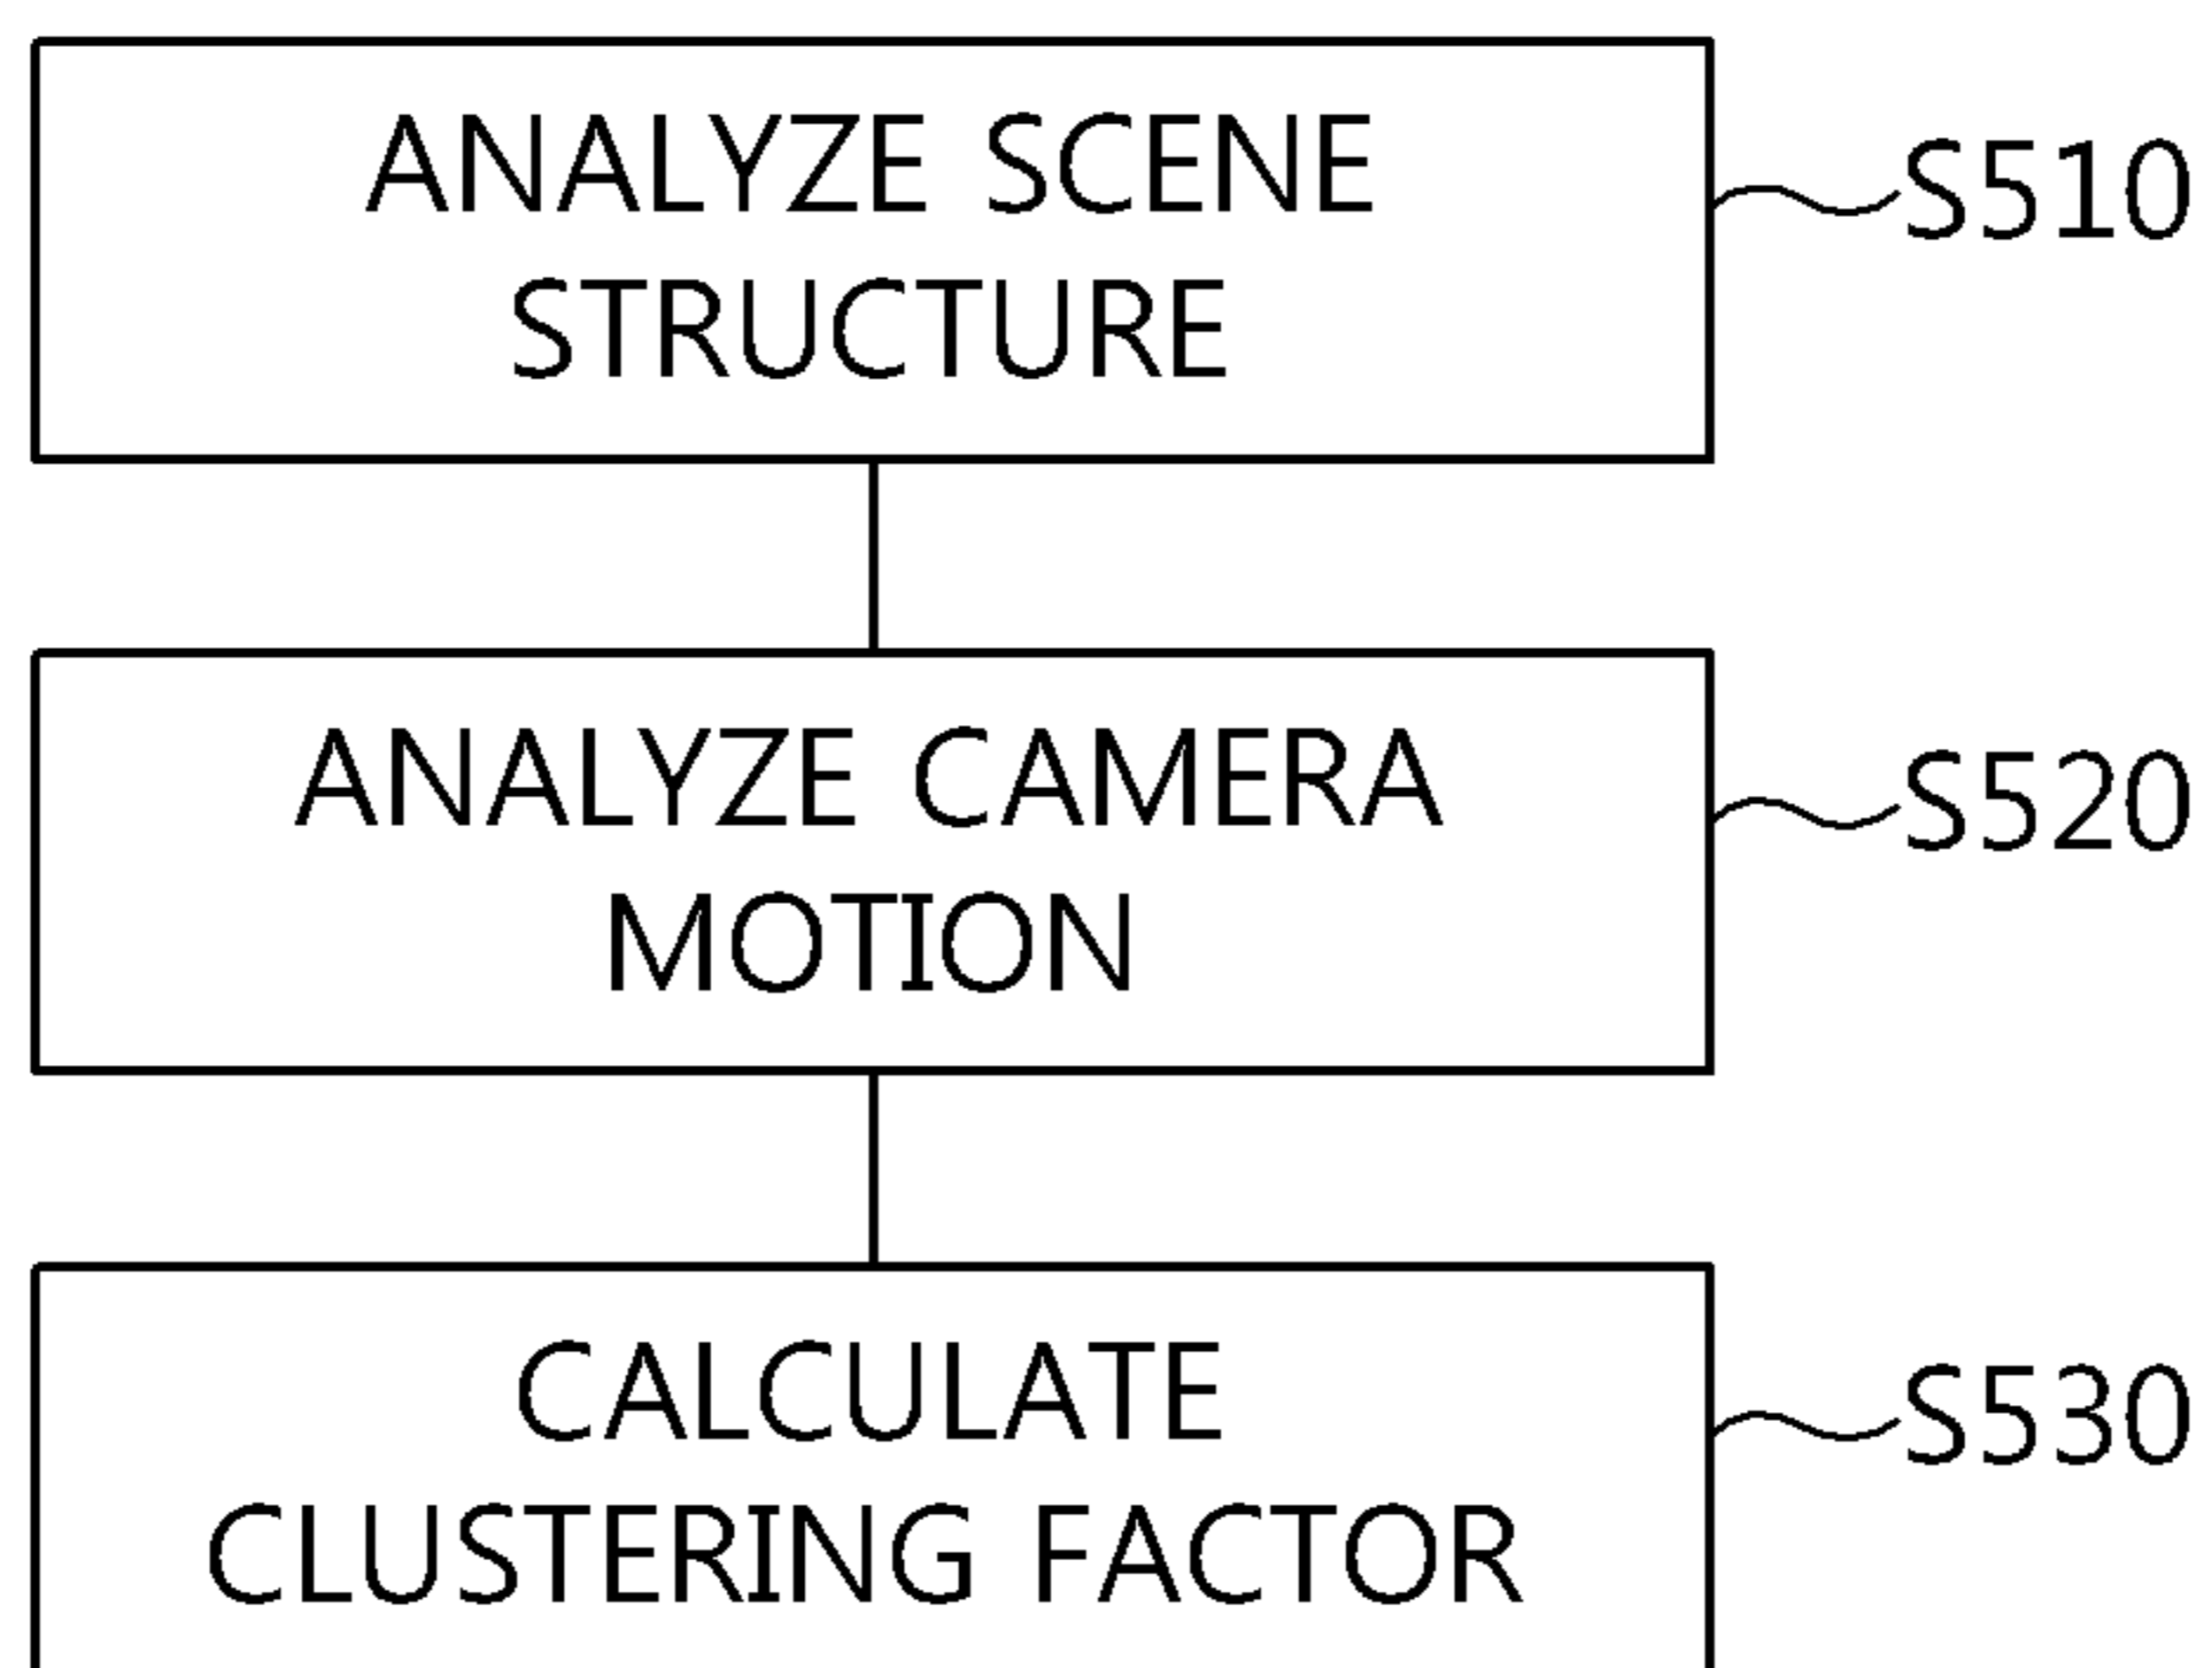 ANALYZE SCENE
STRUCTURE
S510
ANALYZE CAMERA
MOTION
S520
CALCULATE
CLUSTERING FACTOR
S530